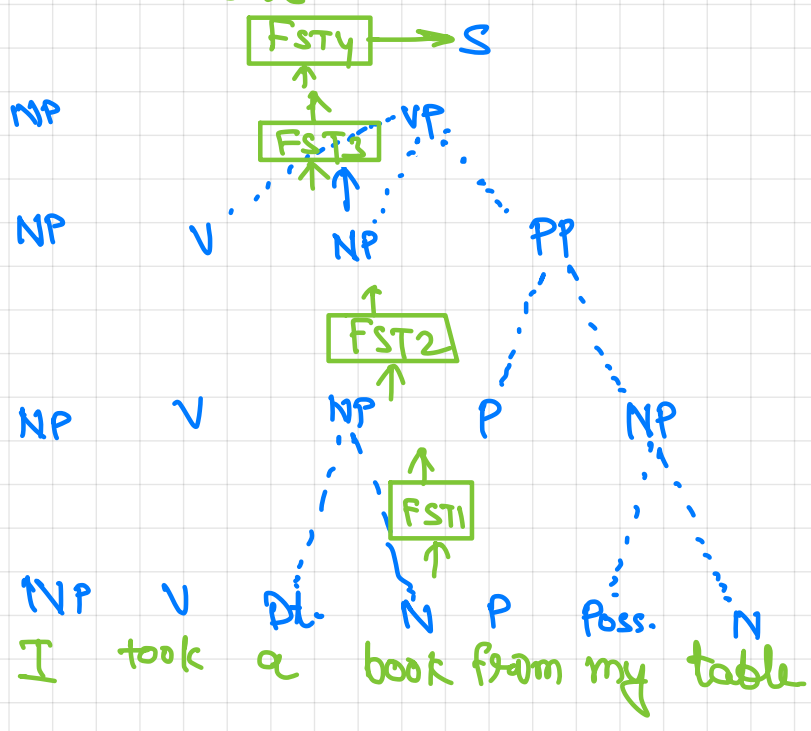 FST4 S
NP VP
FST3
NP V NP PP
FST2
NP V NP P NP
FST1
NP V Dt. N P Poss. N
I took a book from my table